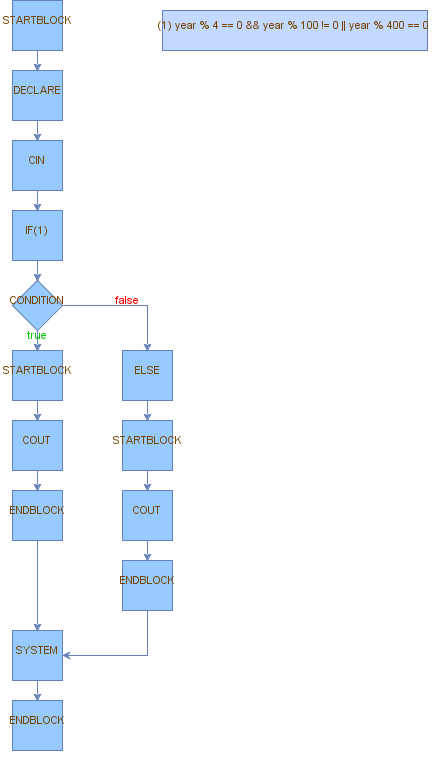 STARTBLOCK
(1) year % 4 == 0 && year % 100 != 0 || year % 400 == 0
DECLARE
CIN
IF(1)
CONDITION
false
true
STARTBLOCK
ELSE
COUT
STARTBLOCK
ENDBLOCK
COUT
ENDBLOCK
SYSTEM
ENDBLOCK